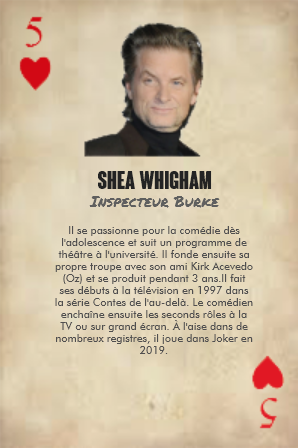 5
SHEA WHIGHAM
INSPECTEUR BURKE
Il se passionne pour la comédie dès
l'adolescence et suit un programme de
théâtre à l'université. Il fonde ensuite sa
propre troupe avec son ami Kirk Acevedo
(Oz) et se produit pendant 3 ans.Il fait
ses débuts à la télévision en 1997 dans
la série Contes de l'au-delà. Le comédien
enchaîne ensuite les seconds rôles à la
TV ou sur grand écran. À l'aise dans de
nombreux registres, il joue dans Joker en
2019.
5